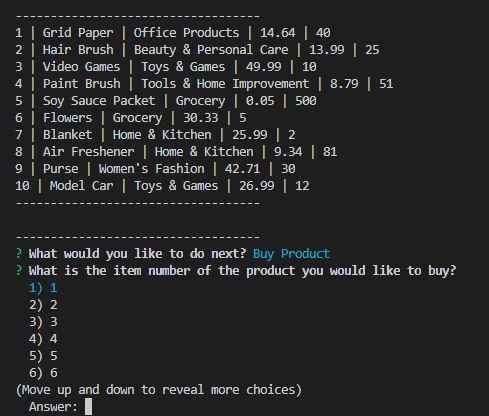 ----------------------------------
1 | Grid Paper | Office Products | 14.64 | 40
2 | Hair Brush | Beauty & Personal Care | 13.99 | 25
3 | Video Games | Toys & Games | 49.99 | 10
4 | Paint Brush | Tools & Home Improvement | 8.79 | 51
5 | Soy Sauce Packet | Grocery | 0.05 | 500
6 | Flowers | Grocery | 30.33 | 5
7 | Blanket | Home & Kitchen | 25.99 | 2
8 | Air Freshener | Home & Kitchen | 9.34 | 81
9 | Purse | Women's Fashion | 42.71 | 30
10 | Model Car | Toys & Games | 26.99 | 12
----------------------------------
----------------------------------
? What would you like to do next? Buy Product
? What is the item number of the product you would like to buy?
1) 1
2) 2
3) 3
4) 4
5) 5
6) 6
(Move up and down to reveal more choices)
Answer: